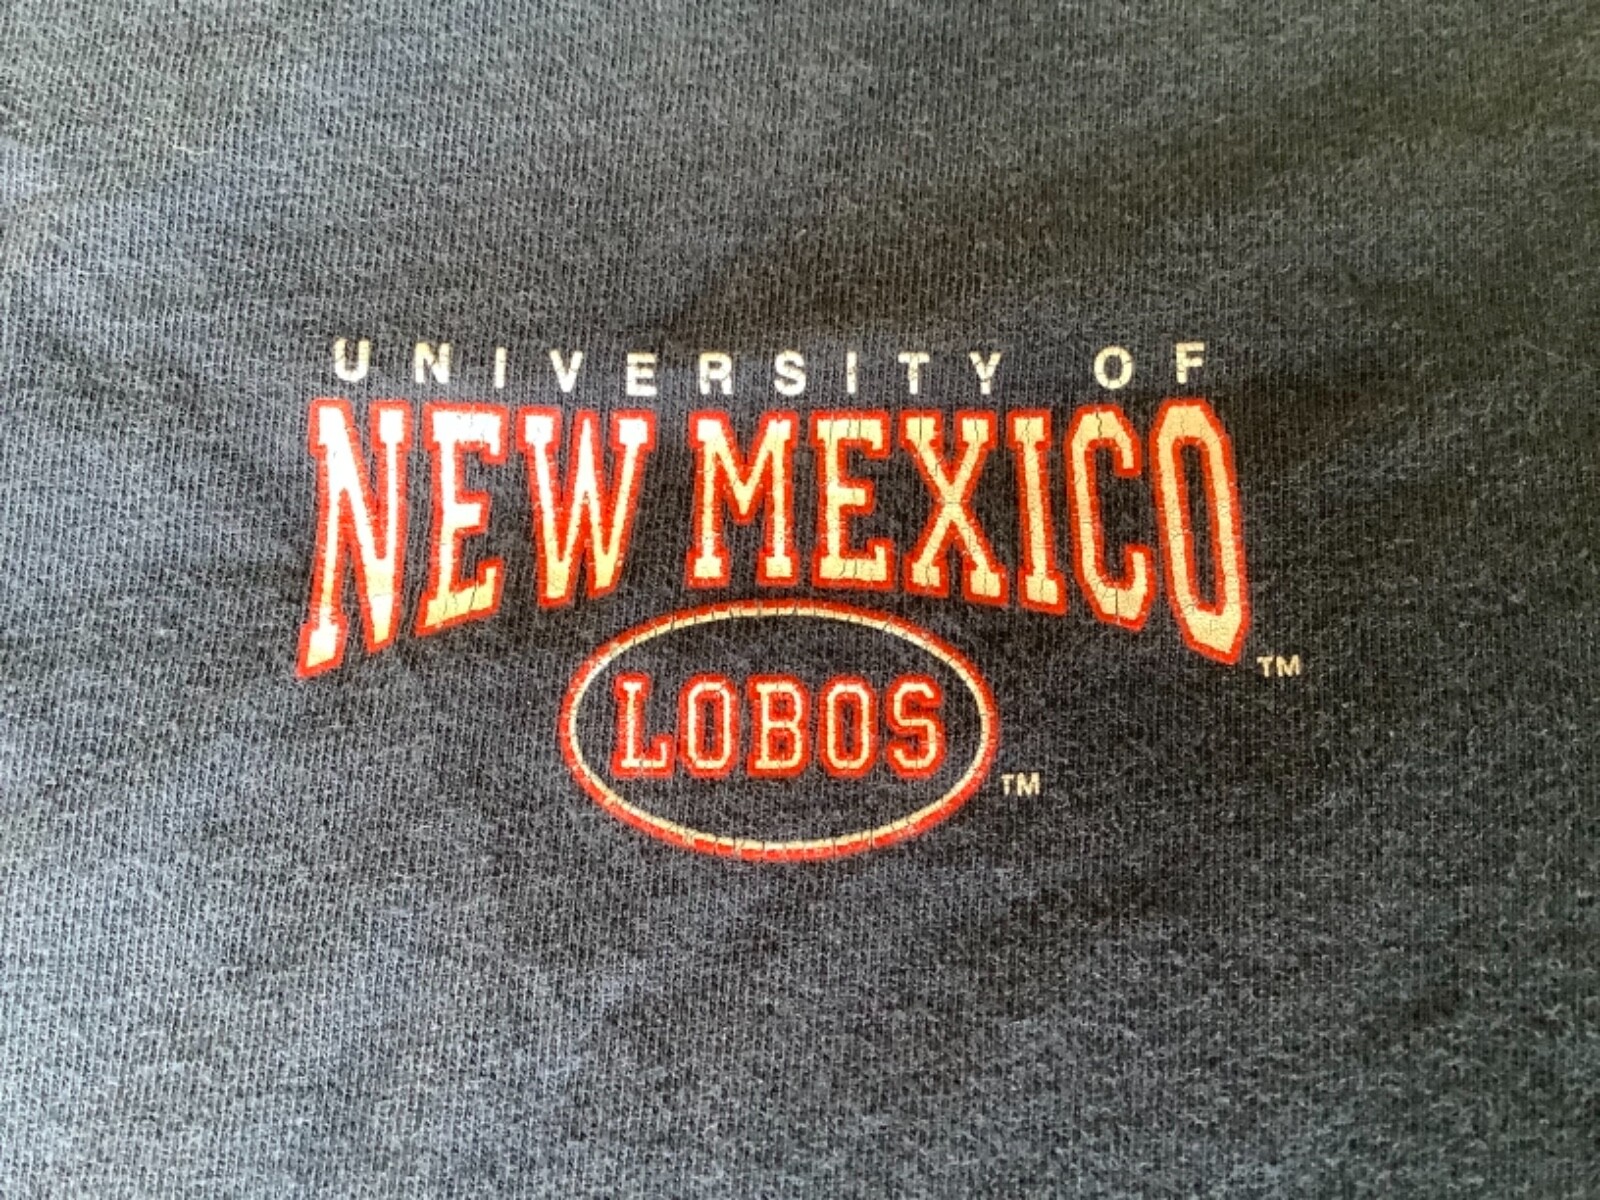 UNIVERSITY OF
NEW MEXICO ™
LOBOS ™